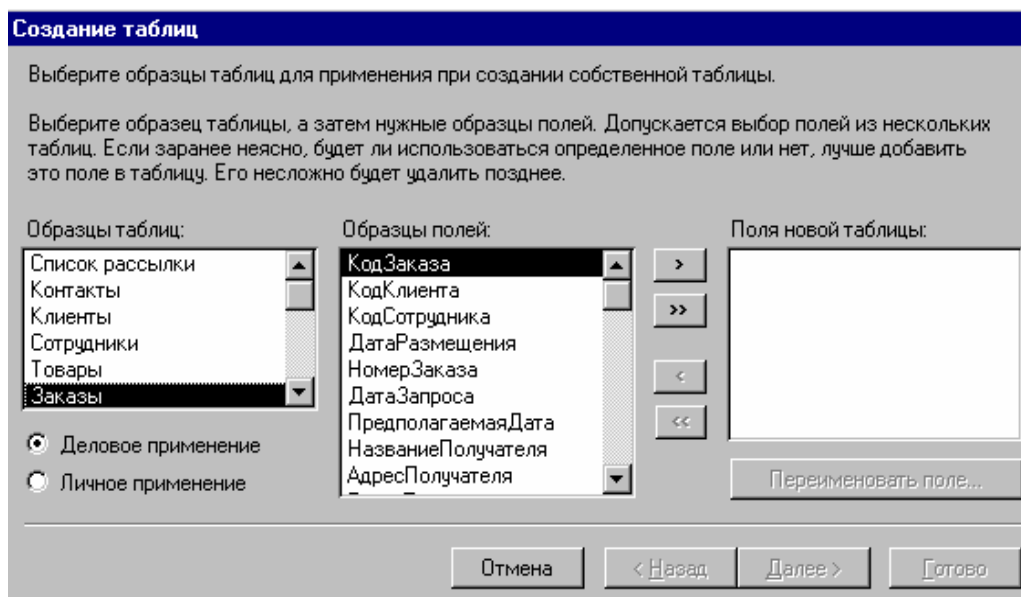 Создание таблиц
Выберите образцы таблиц для применения при создании собственной таблицы.
Выберите образец таблицы, а затем нужные образцы полей. Допускается выбор полей из нескольких
таблиц. Если заранее неясно, будет ли использоваться определенное поле или нет, лучше добавить
это поле в таблицу. Его несложно будет удалить позднее.
Образцы таблиц:
Список рассылки
Контакты
Клиенты
Сотрудники
Товары
Заказы
Деловое применение
Личное применение
Образцы полей:
КодЗаказа
КодКлиента
КодСотрудника
ДатаРазмещения
НомерЗаказа
ДатаЗапроса
ПредполагаемаяДата
НазваниеПолучателя
АдресПолучателя
>
>>
<
<<
Поля новой таблицы:
Переименовать поле...
Отмена
< Назад
Далее >
Готово